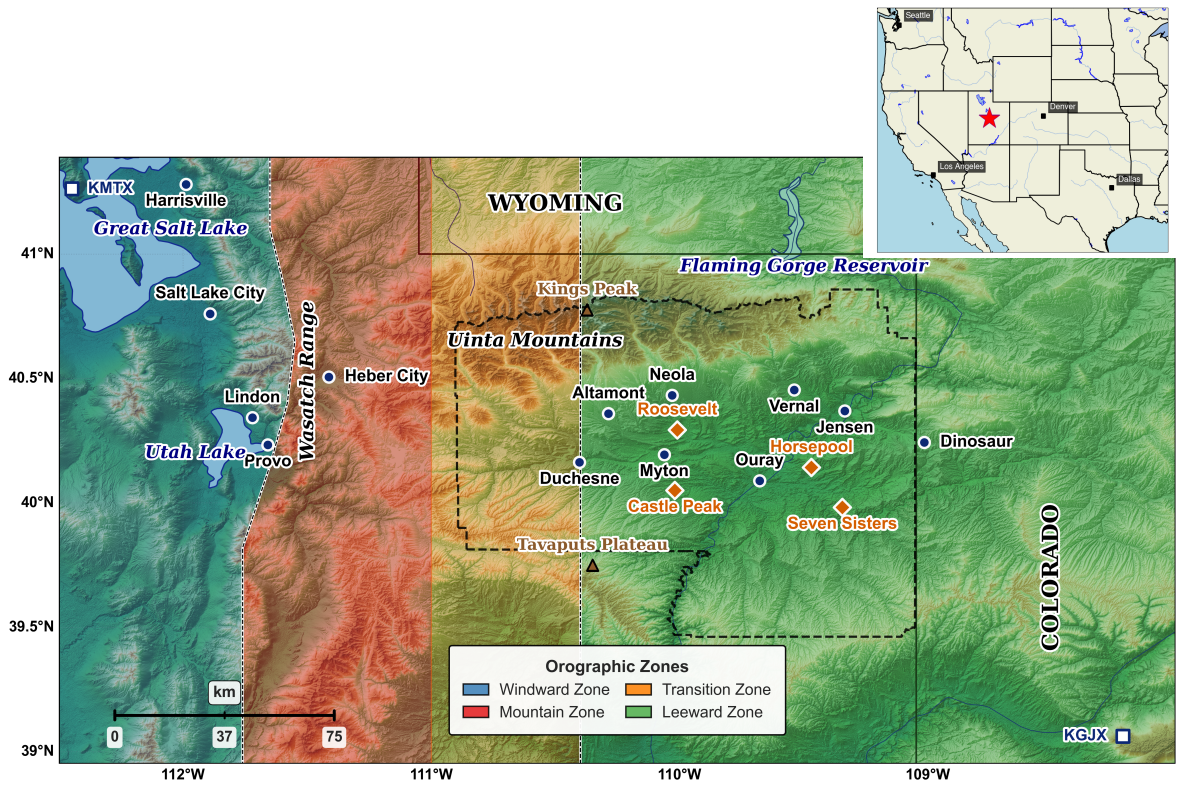 Seattle
Denver
Los Angeles
Dallas
KMTX
Harrisville
WYOMING
Great Salt Lake
41°N
Flaming Gorge Reservoir
Salt Lake City
Kings Peak
Wasatch Range
Uinta Mountains
40.5°N
Heber City
Neola
Altamont
Roosevelt
Vernal
Lindon
Jensen
Utah Lake
Provo
Horsepool
Dinosaur
Ouray
Myton
Duchesne
40°N
Castle Peak
Seven Sisters
COLORADO
Tavaputs Plateau
39.5°N
Orographic Zones
Windward Zone
Transition Zone
Mountain Zone
Leeward Zone
km
0
37
75
KGJX
39°N
112°W
111°W
110°W
109°W